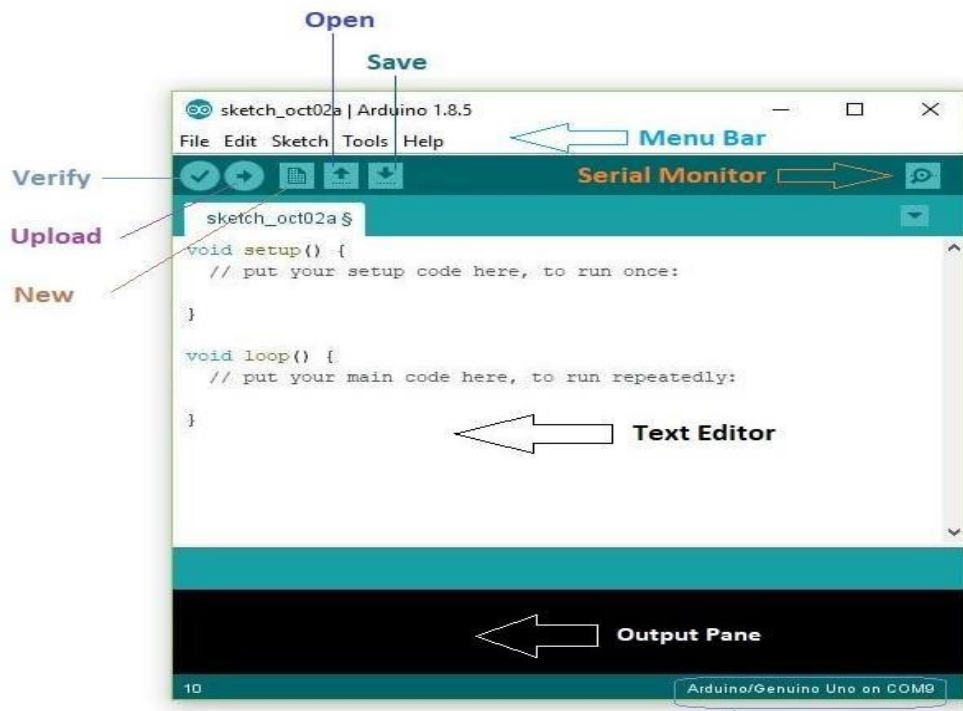 Open
Save
sketch_oct02a | Arduino 1.8.5
File Edit Sketch Tools Help
Menu Bar
Verify
Serial Monitor
sketch_oct02a §
Upload
void setup() {
// put your setup code here, to run once:
New
}
void loop() {
// put your main code here, to run repeatedly:
}
Text Editor
Output Pane
10
Arduino/Genuino Uno on COM9